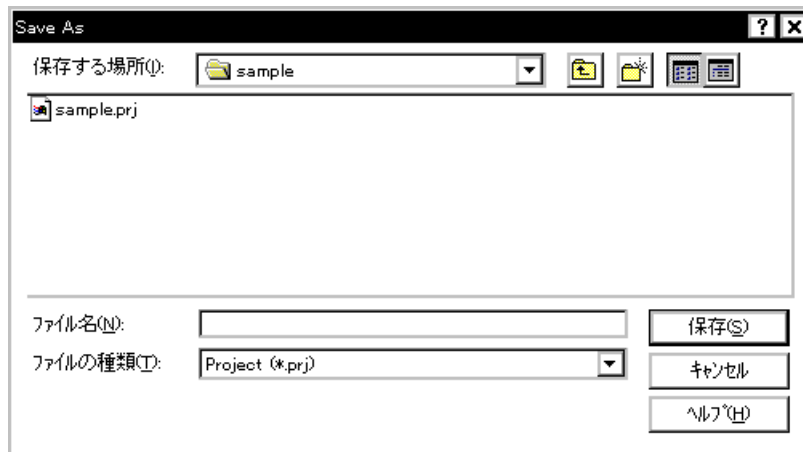 Save As
保存する場所(I): sample
sample.prj
ﾌｧｲﾙ名(N):
保存(S)
ﾌｧｲﾙの種類(T): Project (*.prj)
ｷｬﾝｾﾙ
ﾍﾙﾌﾟ(H)